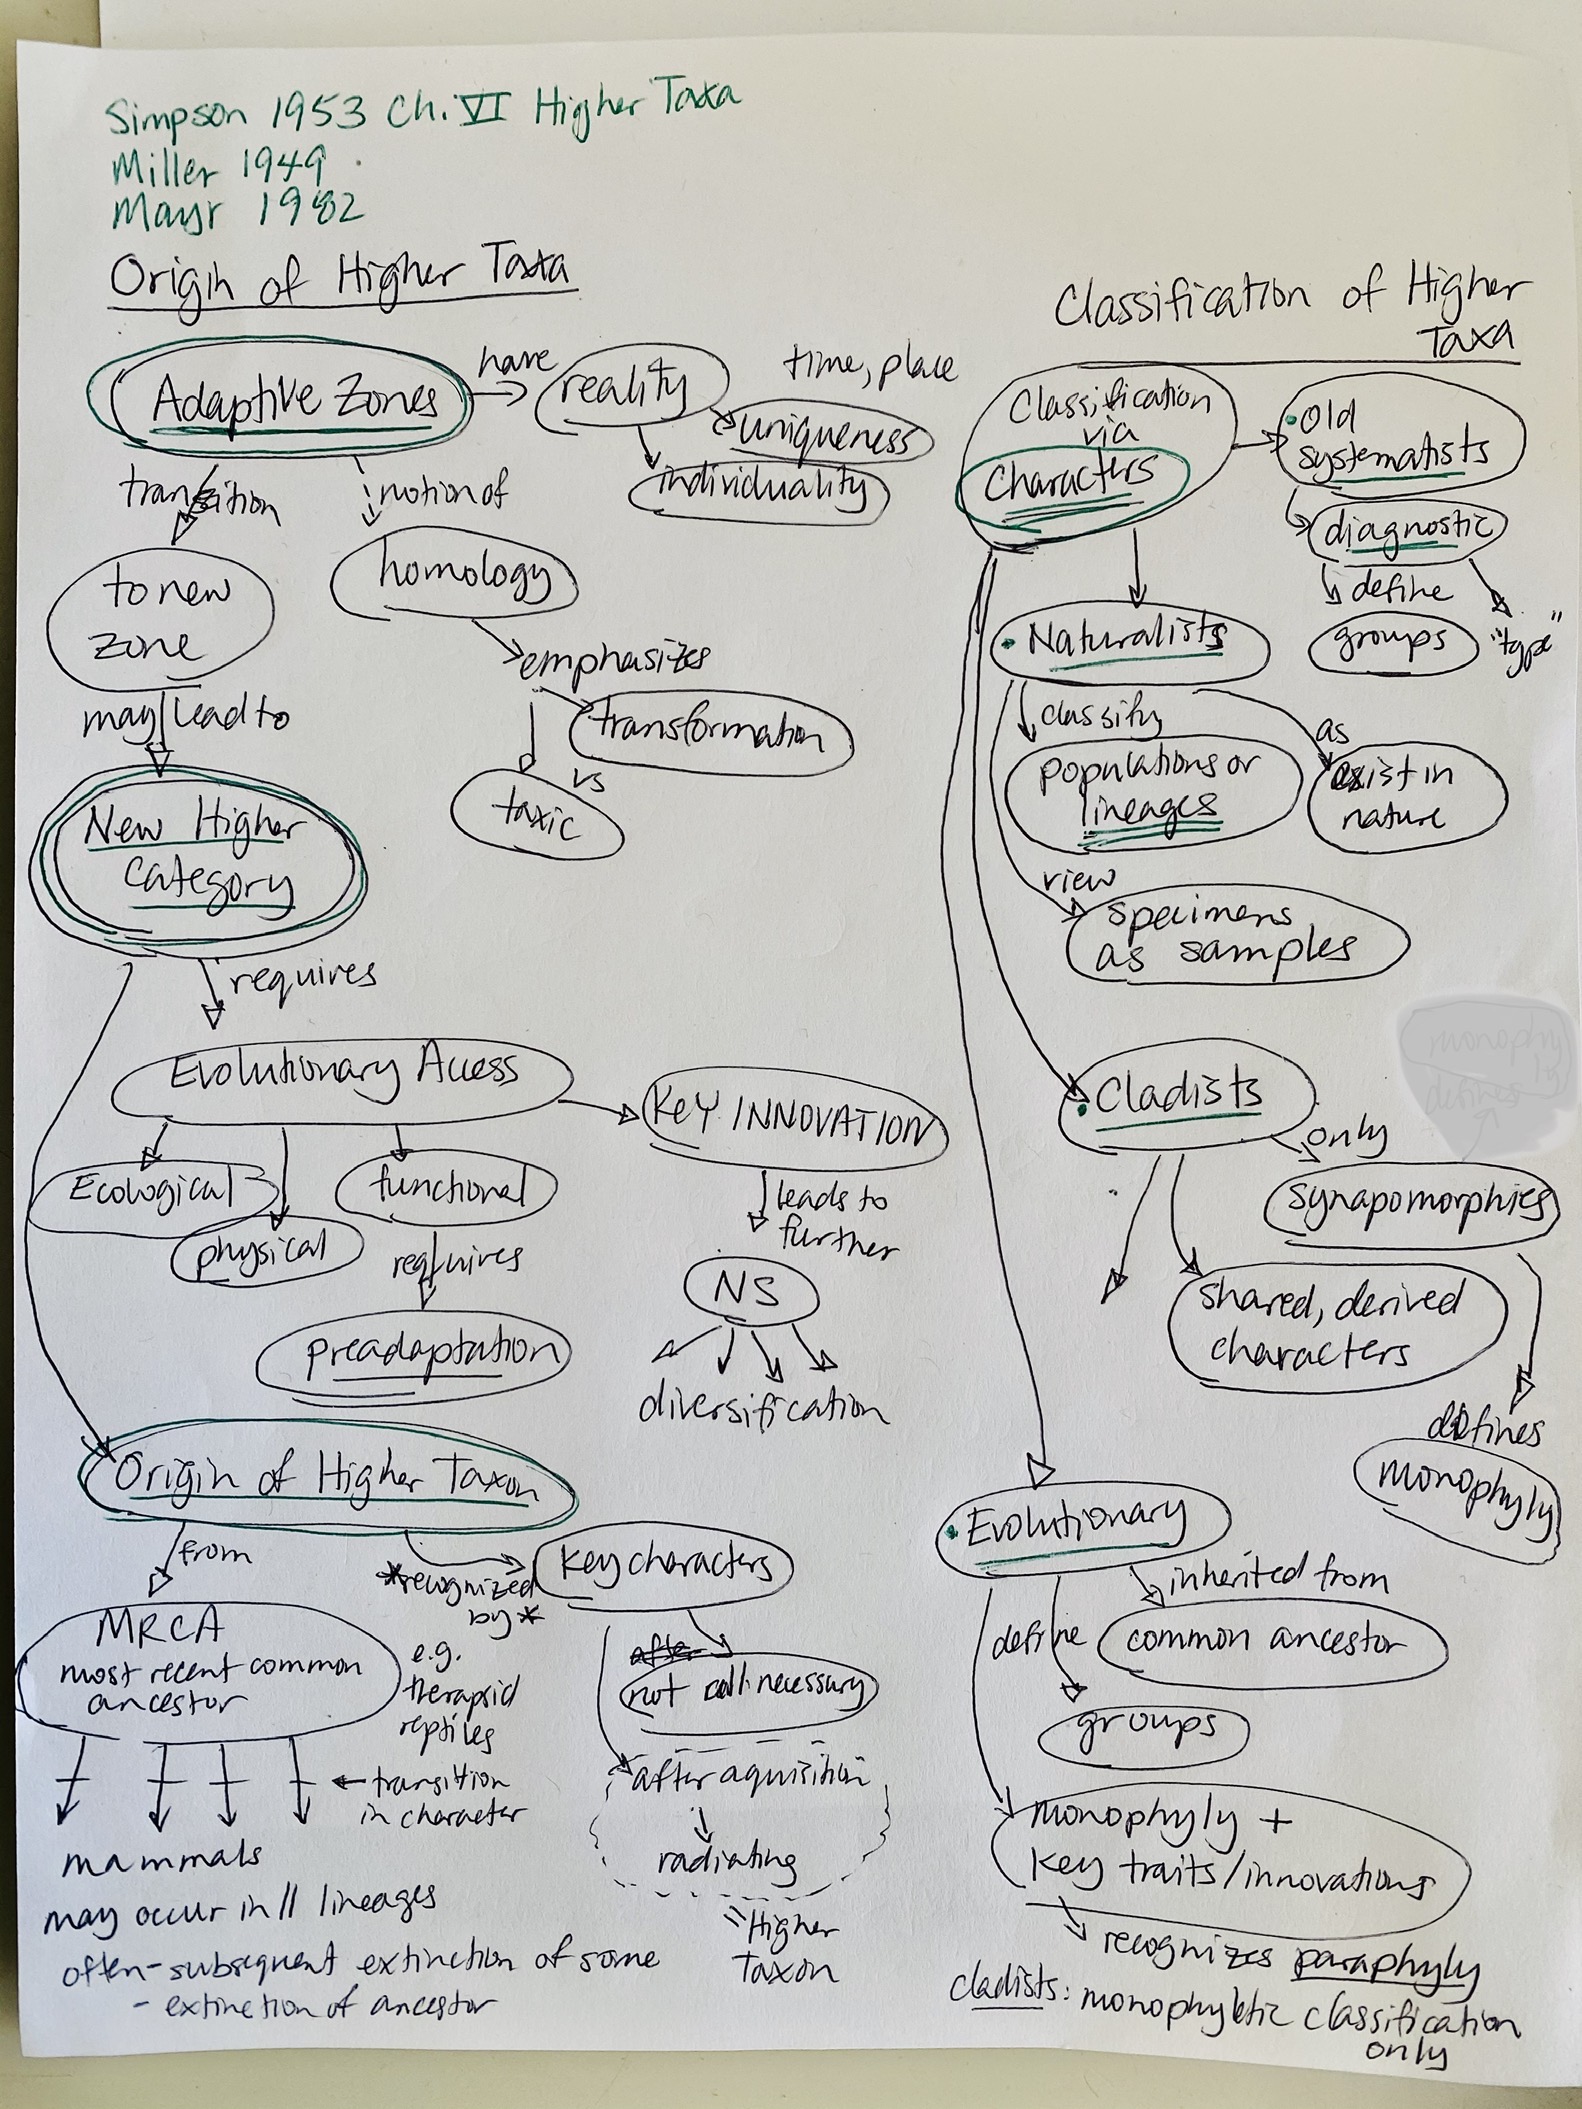 Simpson 1953 Ch. VI Higher Taxa
Miller 1949
Mayr 1982
Origin of Higher Taxa
Adaptive Zones
have
reality
time, place
uniqueness
individuality
transition
notion of
to new
zone
homology
emphasizes
transformation
vs
taxic
may lead to
New Higher
category
requires
Evolutionary Access
KEY INNOVATION
Ecological
physical
functional
requires
preadaptation
leads to
further
NS
diversification
Origin of Higher Taxon
from
*recognized
by*
key characters
MRCA
most recent common
ancestor
e.g.
therapsid
reptiles
after
not all necessary
after aquisition
radiating
Higher
Taxon
transition
in character
mammals
may occur in // lineages
often - subsequent extinction of some
- extinction of ancestor
Classification of Higher
Taxa
Classification
via
Characters
Old
systematists
diagnostic
define
groups
"type"
Naturalists
classify
populations or
lineages
as
exist in
nature
view
specimens
as samples
Cladists
only
synapomorphies
monophyly
defines
shared, derived
characters
defines
monophyly
Evolutionary
inherited from
common ancestor
define
groups
monophyly +
key traits/innovations
recognizes paraphyly
cladists: monophyletic classification
only